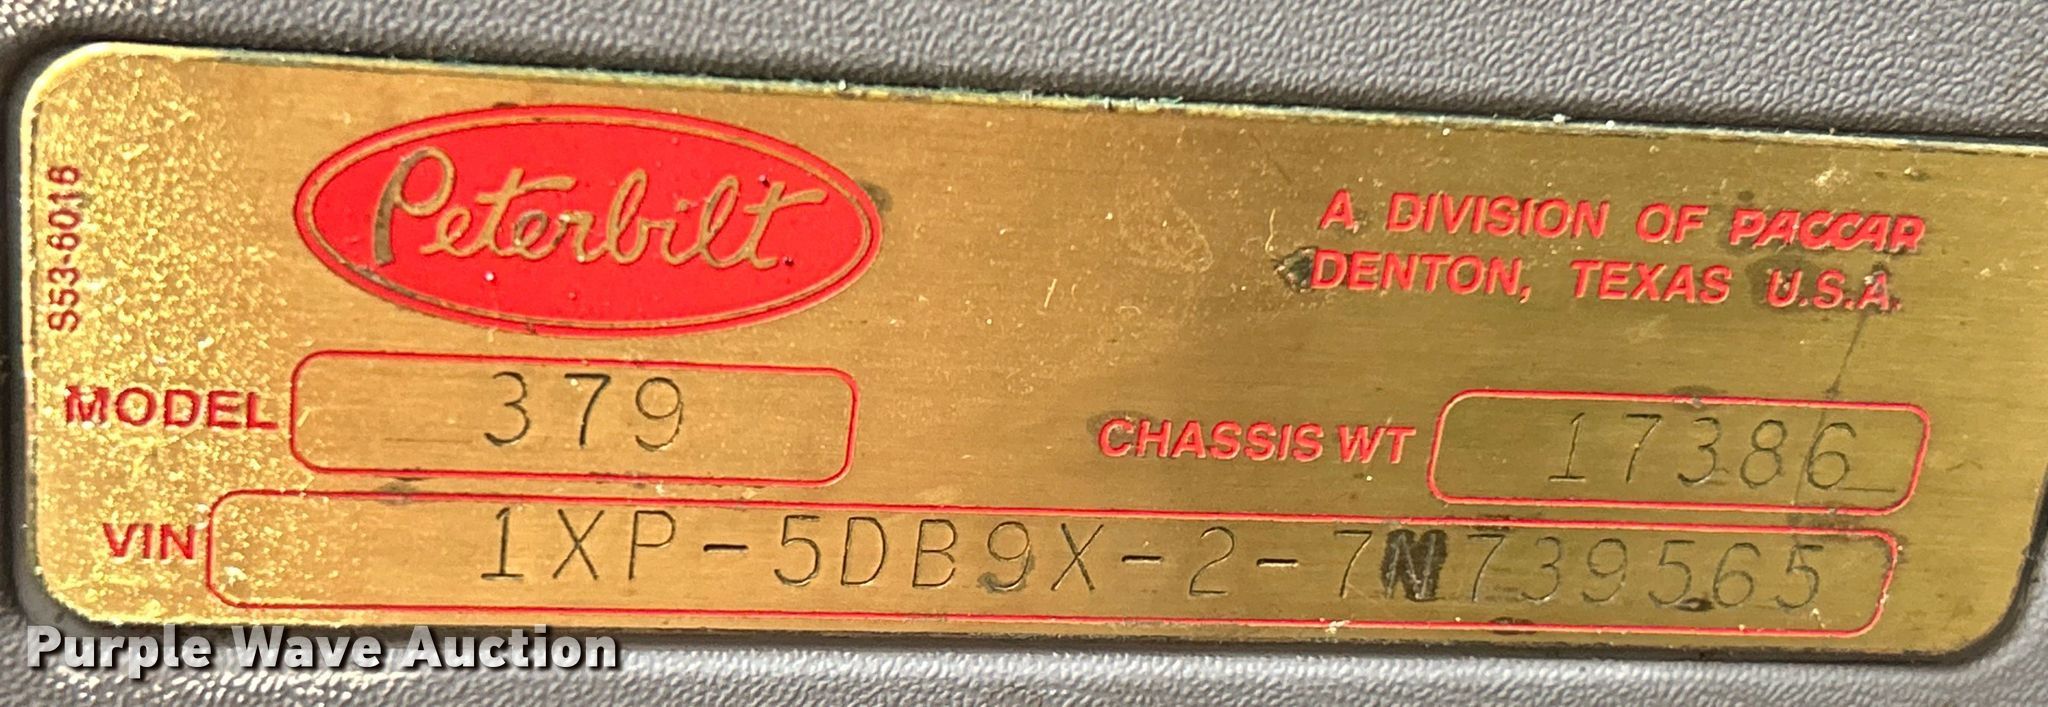 S53-6016
Peterbilt
A DIVISION OF PACCAR
DENTON, TEXAS U.S.A.
MODEL 379
CHASSIS WT 17386
VIN 1XP-5DB9X-2-7N739565
Purple Wave Auction